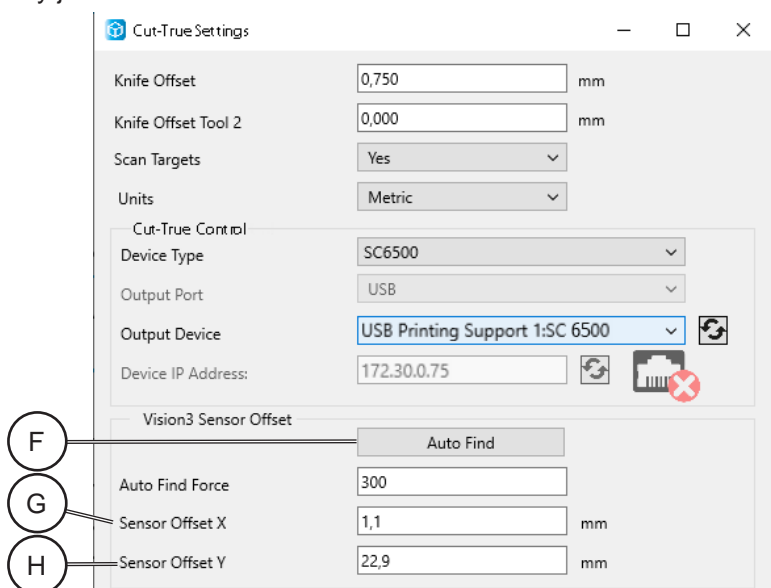 Cut-True Settings
Knife Offset 0,750 mm
Knife Offset Tool 2 0,000 mm
Scan Targets Yes
Units Metric
Cut-True Control
Device Type SC6500
Output Port USB
Output Device USB Printing Support 1:SC 6500
Device IP Address: 172.30.0.75
Vision3 Sensor Offset
F Auto Find
Auto Find Force 300
G Sensor Offset X 1,1 mm
H Sensor Offset Y 22,9 mm